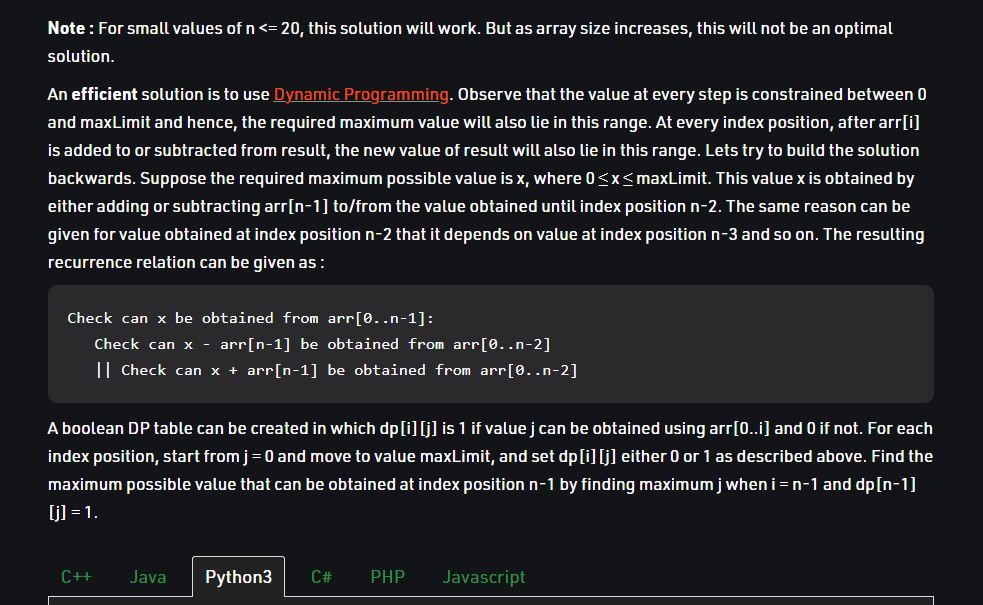 Note : For small values of n <= 20, this solution will work. But as array size increases, this will not be an optimal
solution.
An efficient solution is to use Dynamic Programming. Observe that the value at every step is constrained between 0
and maxLimit and hence, the required maximum value will also lie in this range. At every index position, after arr[i]
is added to or subtracted from result, the new value of result will also lie in this range. Lets try to build the solution
backwards. Suppose the required maximum possible value is x, where 0 ≤ x ≤ maxLimit. This value x is obtained by
either adding or subtracting arr[n-1] to/from the value obtained until index position n-2. The same reason can be
given for value obtained at index position n-2 that it depends on value at index position n-3 and so on. The resulting
recurrence relation can be given as :
Check can x be obtained from arr[0..n-1]:
Check can x - arr[n-1] be obtained from arr[0..n-2]
|| Check can x + arr[n-1] be obtained from arr[0..n-2]
A boolean DP table can be created in which dp[i][j] is 1 if value j can be obtained using arr[0..i] and 0 if not. For each
index position, start from j = 0 and move to value maxLimit, and set dp[i][j] either 0 or 1 as described above. Find the
maximum possible value that can be obtained at index position n-1 by finding maximum j when i = n-1 and dp[n-1]
[j] = 1.
C++ Java Python3 C# PHP Javascript